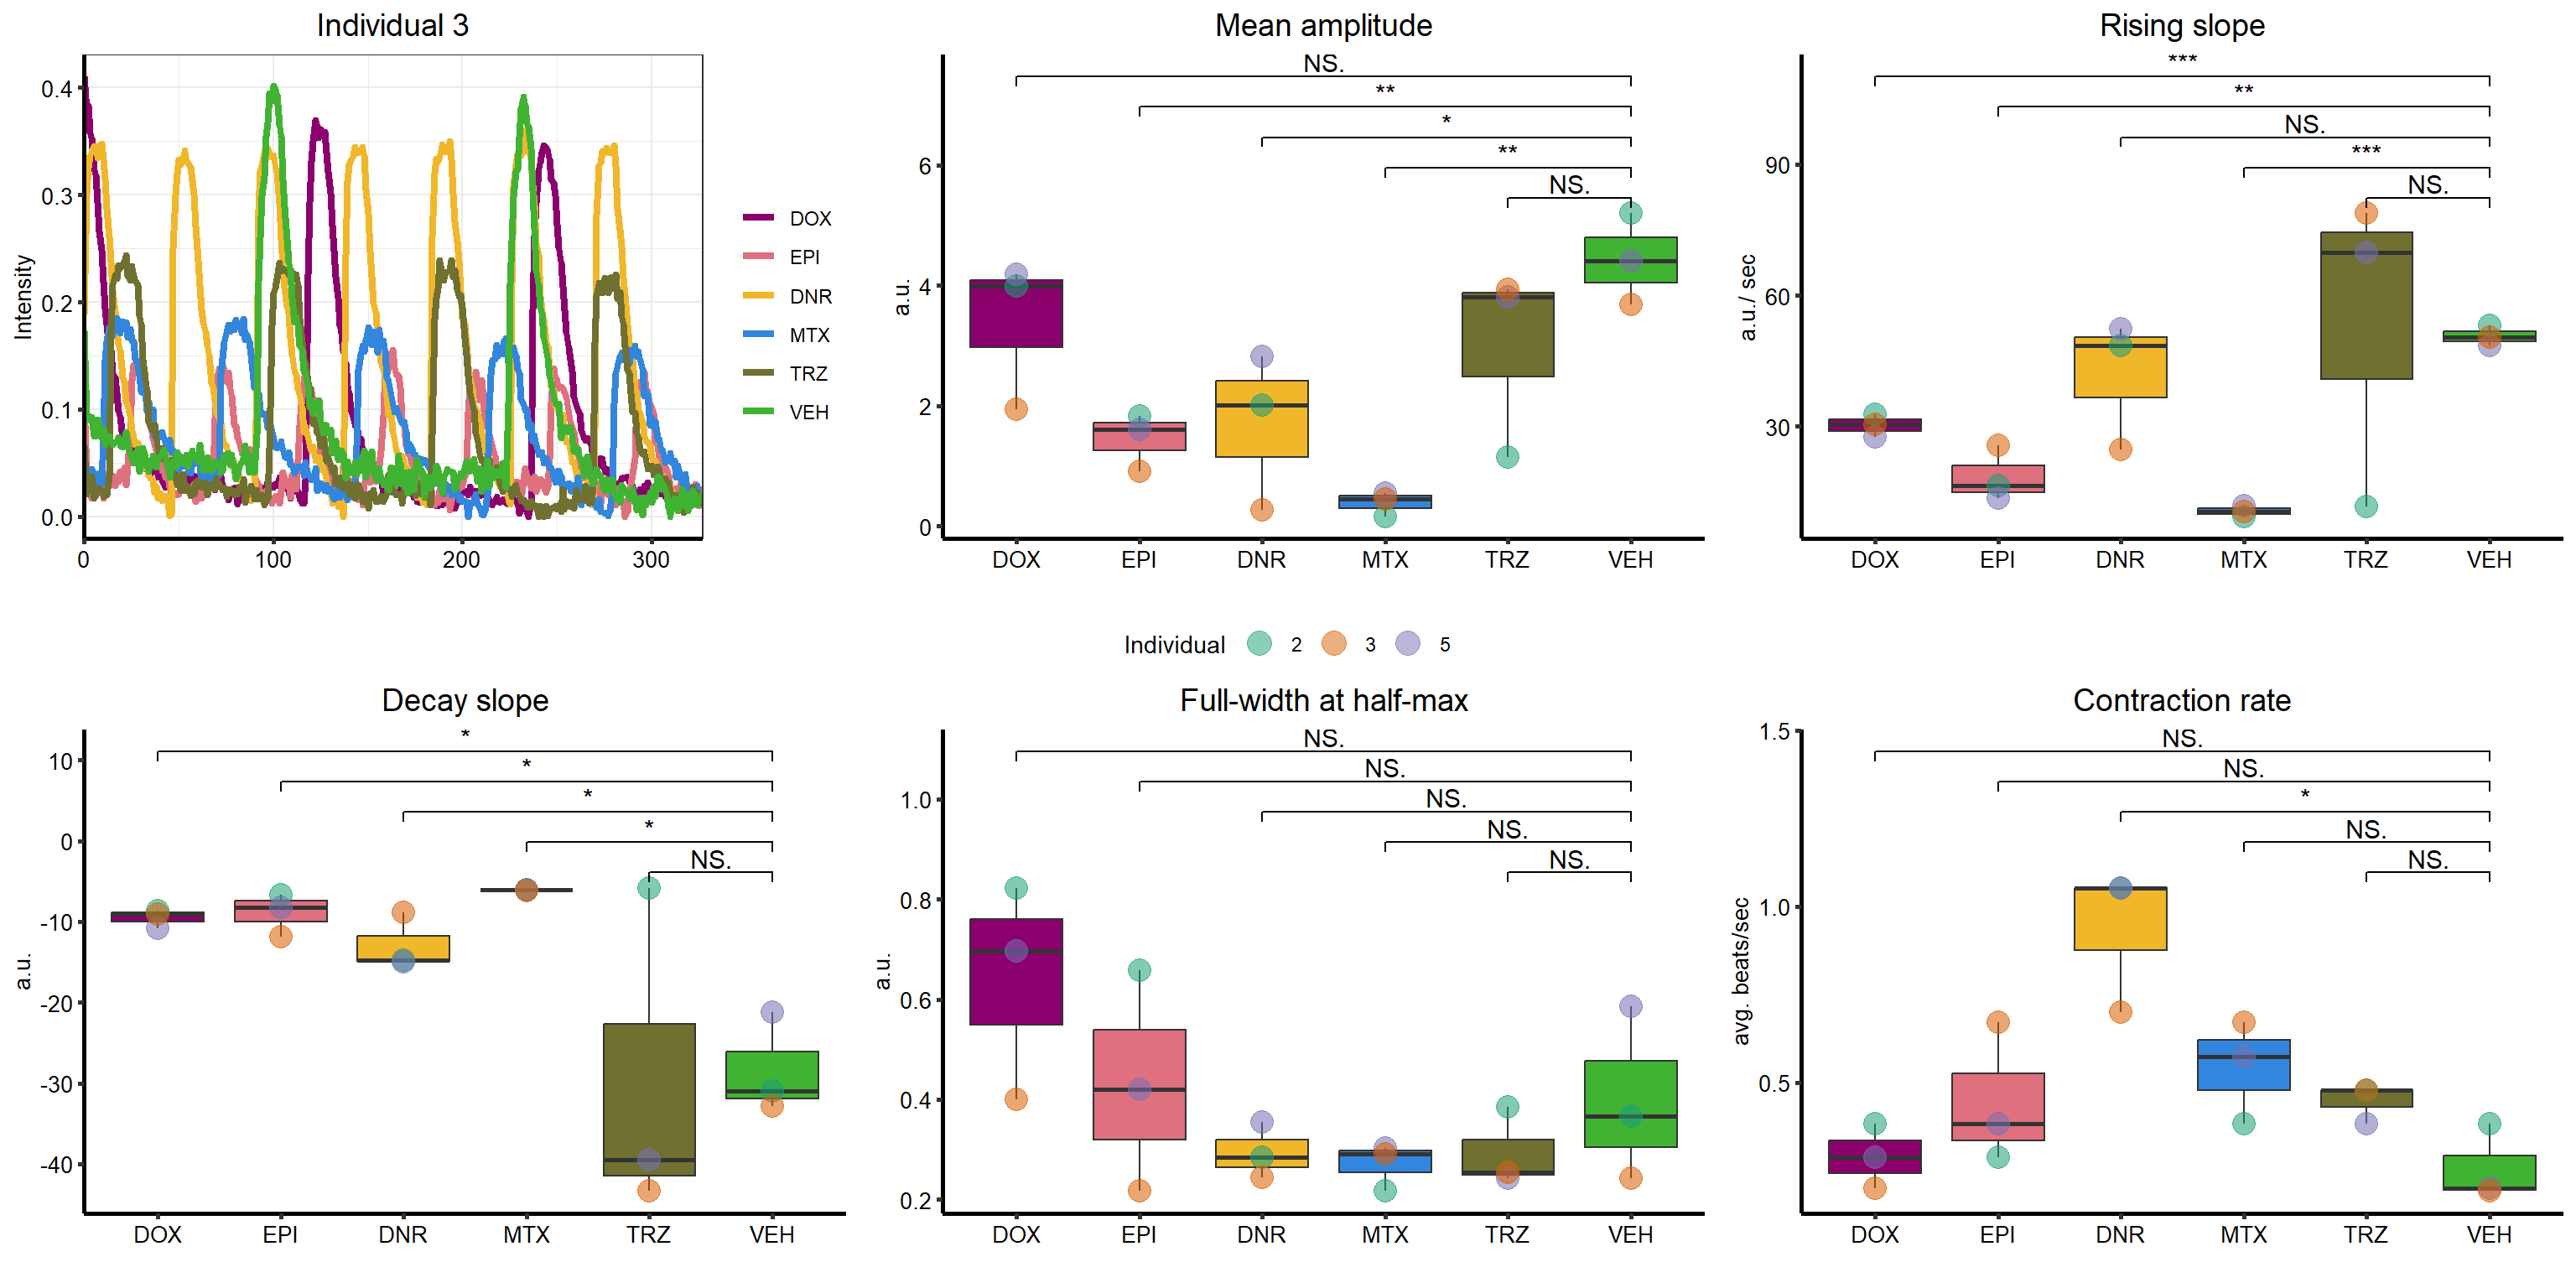 Individual 3
Intensity
0.4
0.3
0.2
0.1
0.0
0 100 200 300
DOX
EPI
DNR
MTX
TRZ
VEH
Mean amplitude
a.u.
6
4
2
0
NS.
**
*
**
NS.
DOX EPI DNR MTX TRZ VEH
Rising slope
a.u./ sec
90
60
30
***
**
NS.
***
NS.
DOX EPI DNR MTX TRZ VEH
Individual 2 3 5
Decay slope
a.u.
10
0
-10
-20
-30
-40
*
*
*
*
NS.
DOX EPI DNR MTX TRZ VEH
Full-width at half-max
a.u.
1.0
0.8
0.6
0.4
0.2
NS.
NS.
NS.
NS.
NS.
DOX EPI DNR MTX TRZ VEH
Contraction rate
avg. beats/sec
1.5
1.0
0.5
NS.
NS.
*
NS.
NS.
DOX EPI DNR MTX TRZ VEH